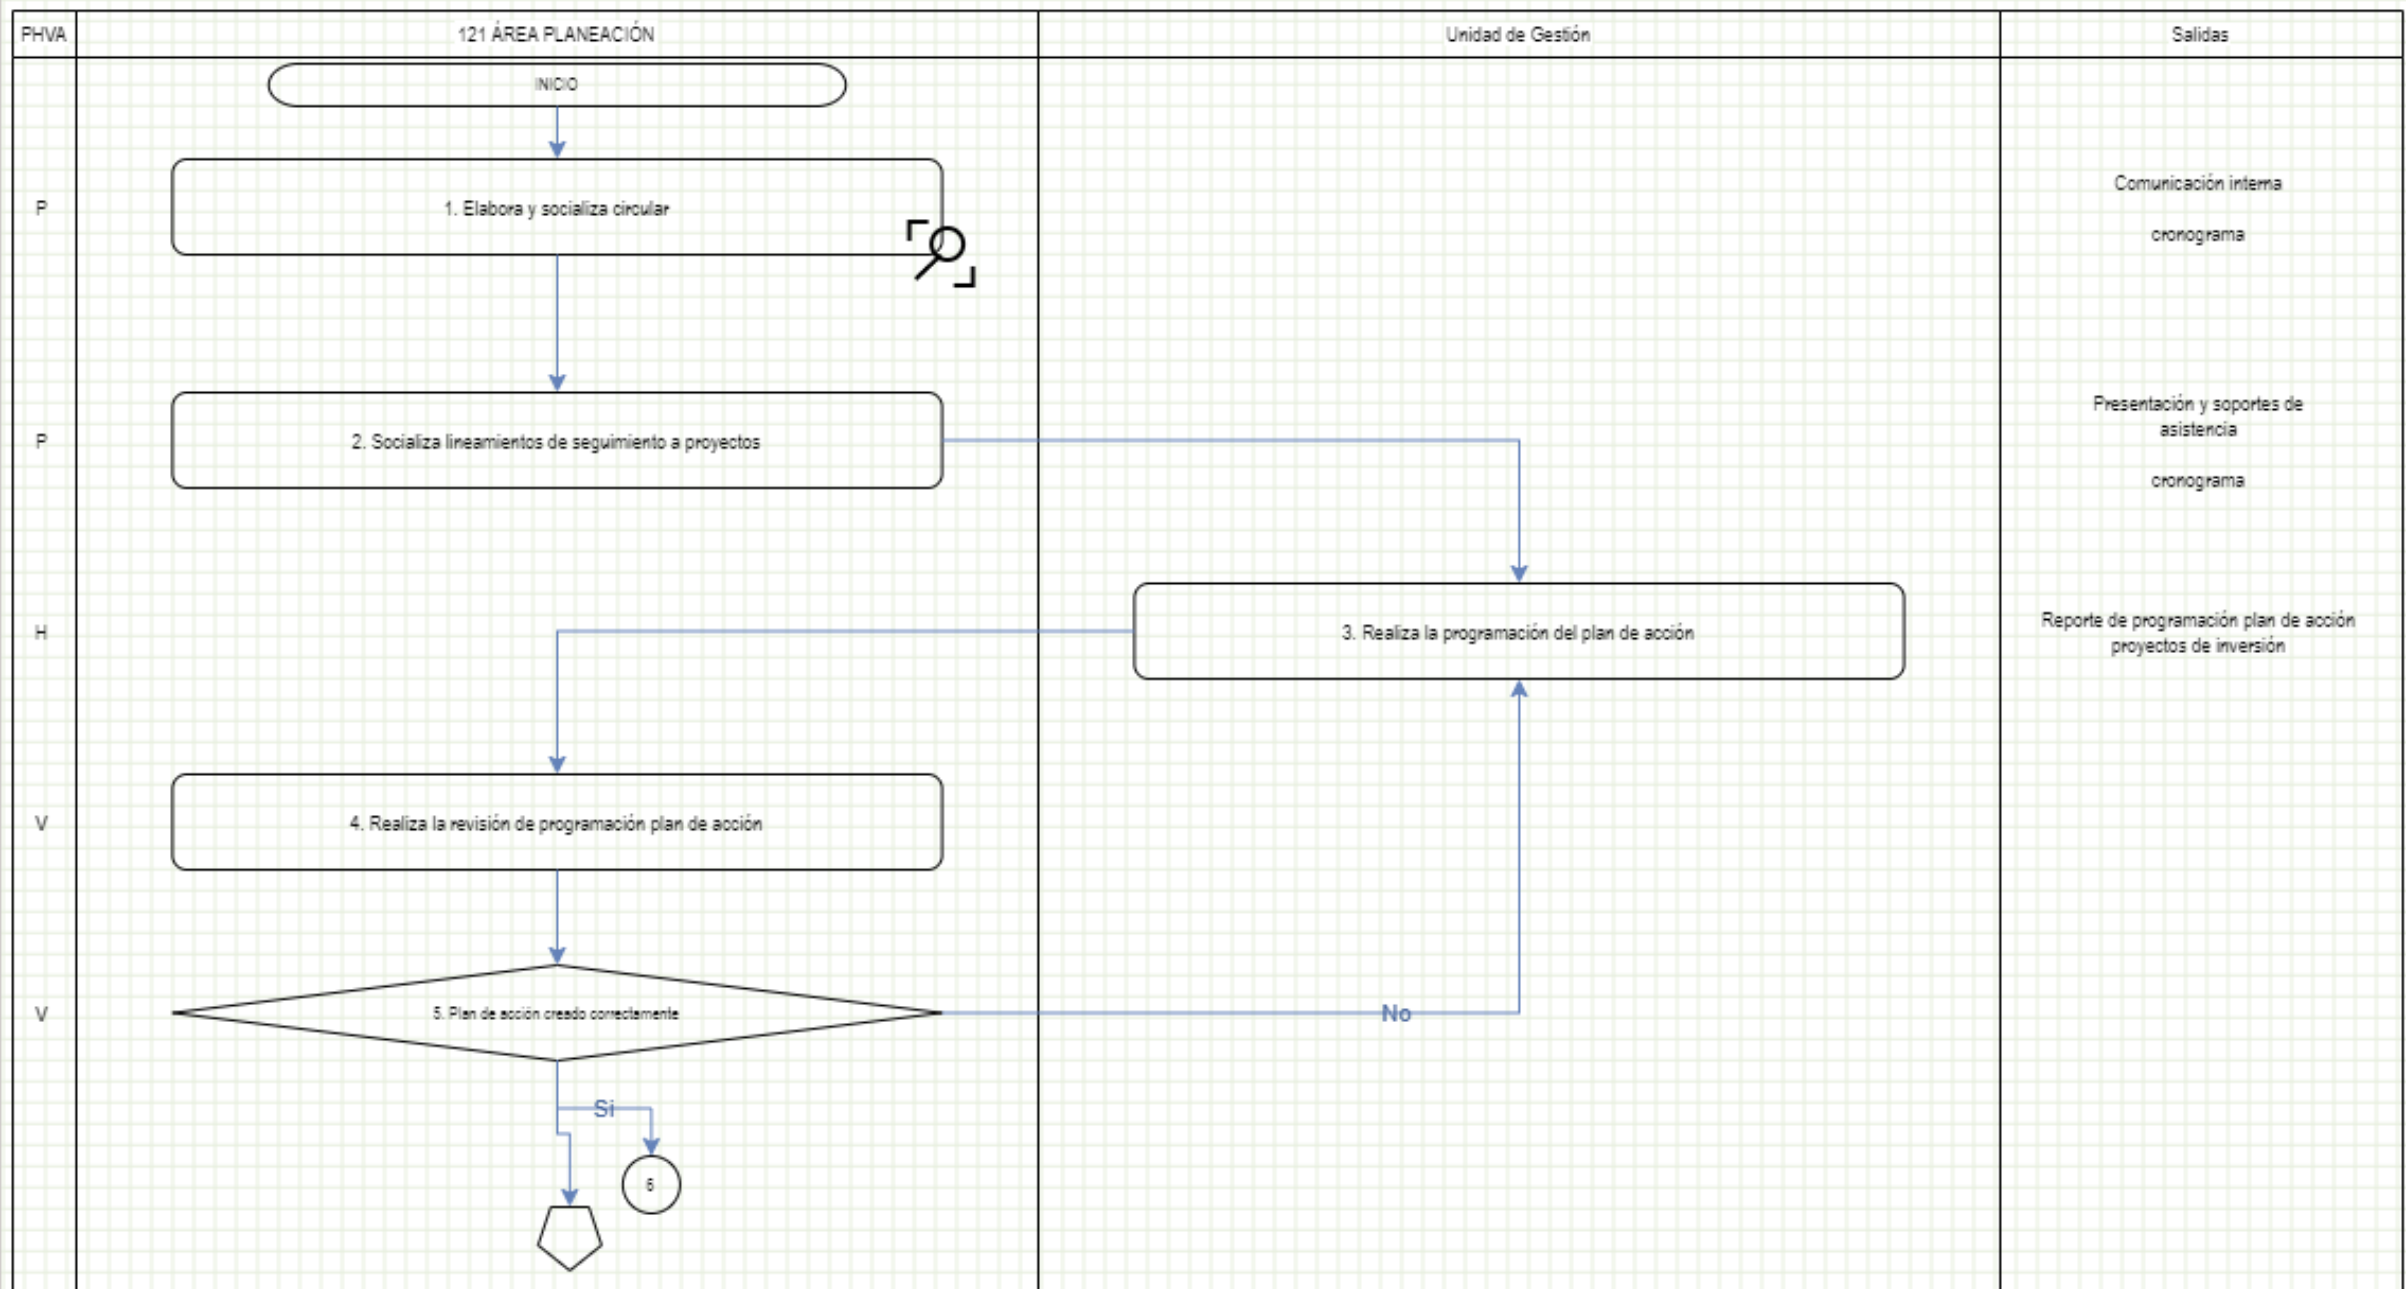 PHVA
121 ÁREA PLANEACIÓN
Unidad de Gestión
Salidas
INICIO
P
1. Elabora y socializa circular
Comunicación interna
cronograma
P
2. Socializa lineamientos de seguimiento a proyectos
Presentación y soportes de
asistencia
cronograma
H
3. Realiza la programación del plan de acción
Reporte de programación plan de acción
proyectos de inversión
V
4. Realiza la revisión de programación plan de acción
V
5. Plan de acción creado correctamente
No
Si
6